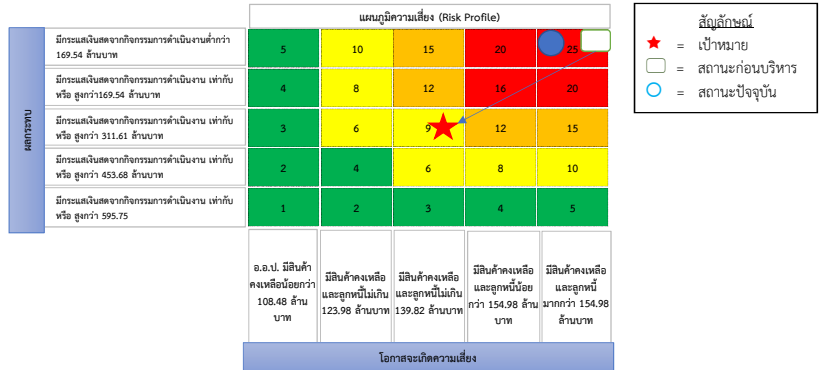 แผนภูมิความเสี่ยง (Risk Profile)
ผลกระทบ
มีกระแสเงินสดจากกิจกรรมการดำเนินงานต่ำกว่า
169.54 ล้านบาท
5
10
15
20
25
มีกระแสเงินสดจากกิจกรรมการดำเนินงาน เท่ากับ
หรือ สูงกว่า169.54 ล้านบาท
4
8
12
16
20
มีกระแสเงินสดจากกิจกรรมการดำเนินงาน เท่ากับ
หรือ สูงกว่า 311.61 ล้านบาท
3
6
9
12
15
มีกระแสเงินสดจากกิจกรรมการดำเนินงาน เท่ากับ
หรือ สูงกว่า 453.68 ล้านบาท
2
4
6
8
10
มีกระแสเงินสดจากกิจกรรมการดำเนินงาน เท่ากับ
หรือ สูงกว่า 595.75
1
2
3
4
5
อ.อ.ป. มีสินค้า
คงเหลือน้อยกว่า
108.48 ล้าน
บาท
มีสินค้าคงเหลือ
และลูกหนี้ไม่เกิน
123.98 ล้านบาท
มีสินค้าคงเหลือ
และลูกหนี้ไม่เกิน
139.82 ล้านบาท
มีสินค้าคงเหลือ
และลูกหนี้น้อย
กว่า 154.98 ล้าน
บาท
มีสินค้าคงเหลือ
และลูกหนี้
มากกว่า 154.98
ล้านบาท
โอกาสจะเกิดความเสี่ยง
สัญลักษณ์
= เป้าหมาย
= สถานะก่อนบริหาร
= สถานะปัจจุบัน